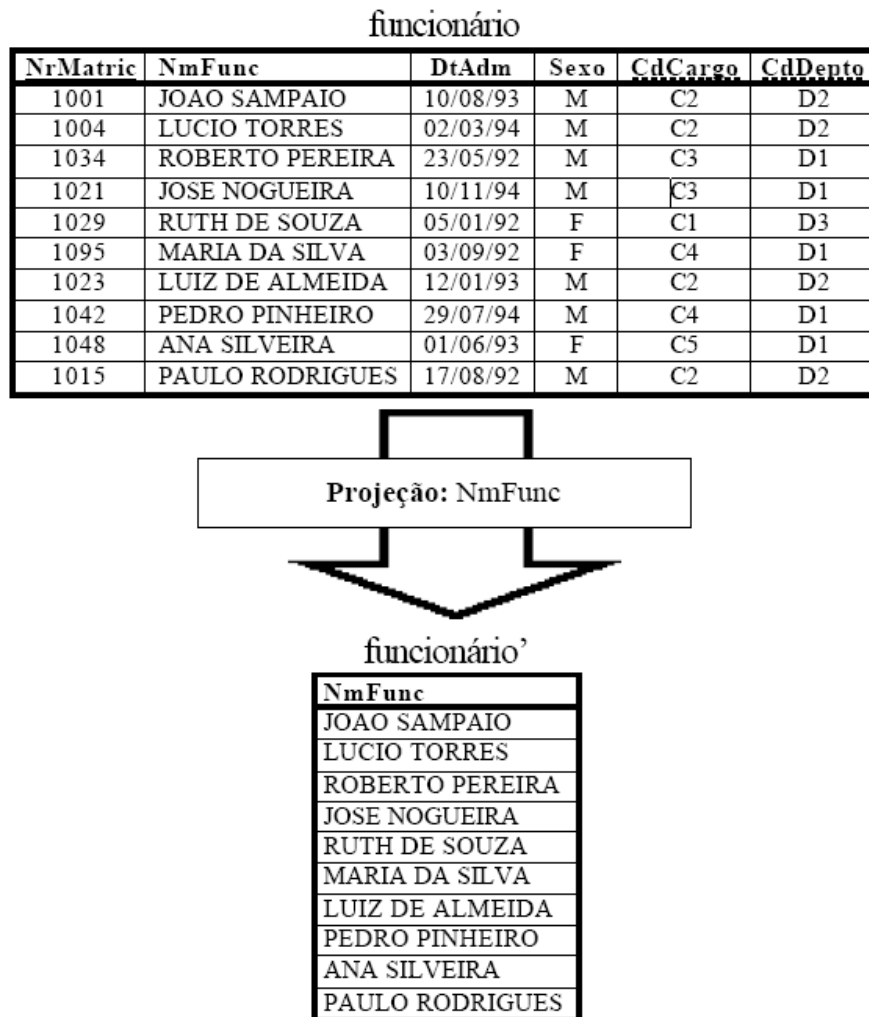 funcionário
NrMatric NmFunc DtAdm Sexo CdCargo CdDepto
1001 JOAO SAMPAIO 10/08/93 M C2 D2
1004 LUCIO TORRES 02/03/94 M C2 D2
1034 ROBERTO PEREIRA 23/05/92 M C3 D1
1021 JOSE NOGUEIRA 10/11/94 M C3 D1
1029 RUTH DE SOUZA 05/01/92 F C1 D3
1095 MARIA DA SILVA 03/09/92 F C4 D1
1023 LUIZ DE ALMEIDA 12/01/93 M C2 D2
1042 PEDRO PINHEIRO 29/07/94 M C4 D1
1048 ANA SILVEIRA 01/06/93 F C5 D1
1015 PAULO RODRIGUES 17/08/92 M C2 D2
Projeção: NmFunc
funcionário’
NmFunc
JOAO SAMPAIO
LUCIO TORRES
ROBERTO PEREIRA
JOSE NOGUEIRA
RUTH DE SOUZA
MARIA DA SILVA
LUIZ DE ALMEIDA
PEDRO PINHEIRO
ANA SILVEIRA
PAULO RODRIGUES